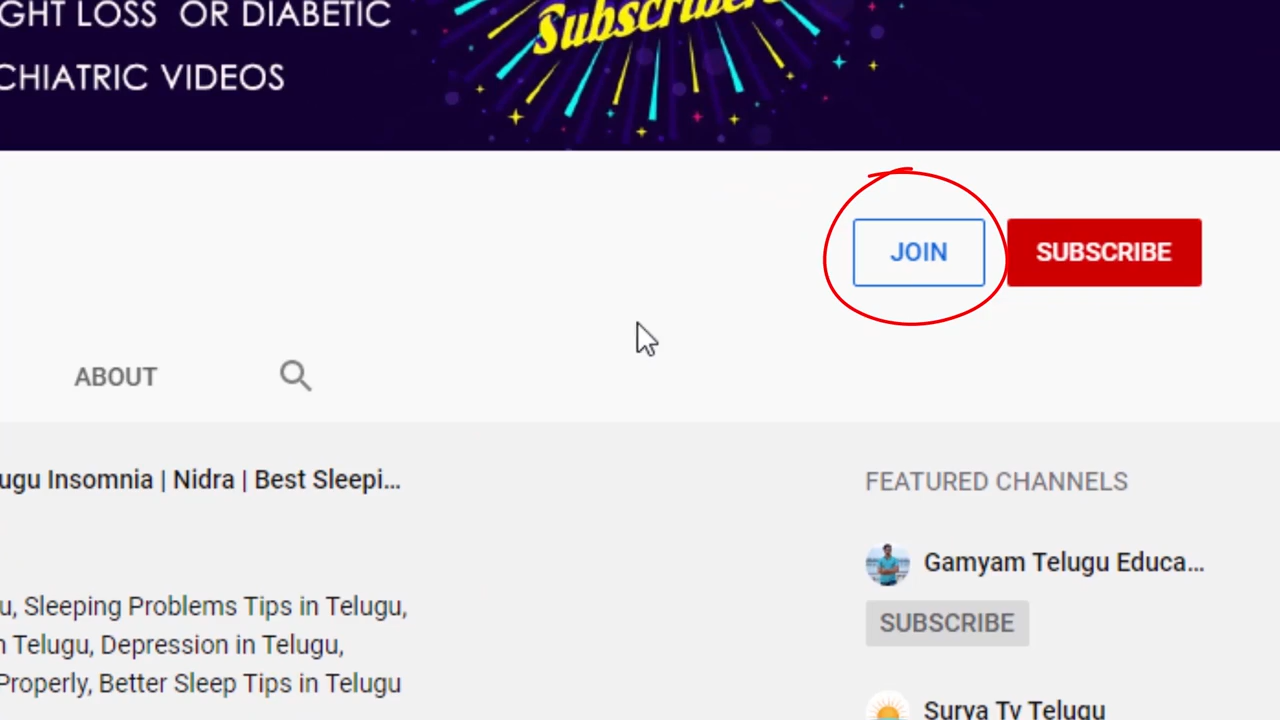 GHT LOSS OR DIABETIC
CHIATRIC VIDEOS
Subscribers
JOIN
SUBSCRIBE
ABOUT
ugu Insomnia | Nidra | Best Sleepi...
FEATURED CHANNELS
Gamyam Telugu Educa...
SUBSCRIBE
u, Sleeping Problems Tips in Telugu,
n Telugu, Depression in Telugu,
Properly, Better Sleep Tips in Telugu
Surya Tv Telugu